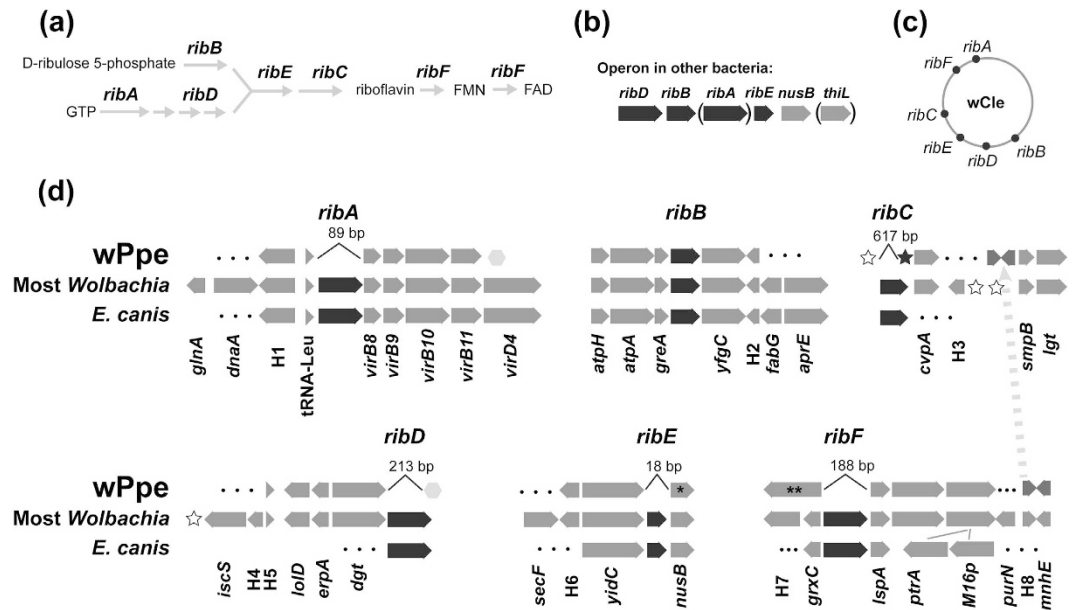 (a)
ribB
D-ribulose 5-phosphate
ribE ribC ribF ribF
riboflavin FMN FAD
ribA ribD
GTP
(b)
Operon in other bacteria:
ribD ribB (ribA) ribE nusB (thiL)
(c)
ribA
ribF
wCle
ribC
ribE
ribD
ribB
(d)
ribA ribB ribC
89 bp 617 bp
wPpe
Most Wolbachia
E. canis
glnA dnaA H1 tRNA-Leu virB8 virB9 virB10 virB11 virD4 atpH atpA greA yfgC H2 fabG aprE cvpA H3 smpB lgt
ribD ribE ribF
213 bp 18 bp 188 bp
wPpe * **
Most Wolbachia
E. canis
iscS H4 H5 lolD erpA dgt secF H6 yidC nusB H7 grxC lspA ptrA M16p purN H8 mnhE